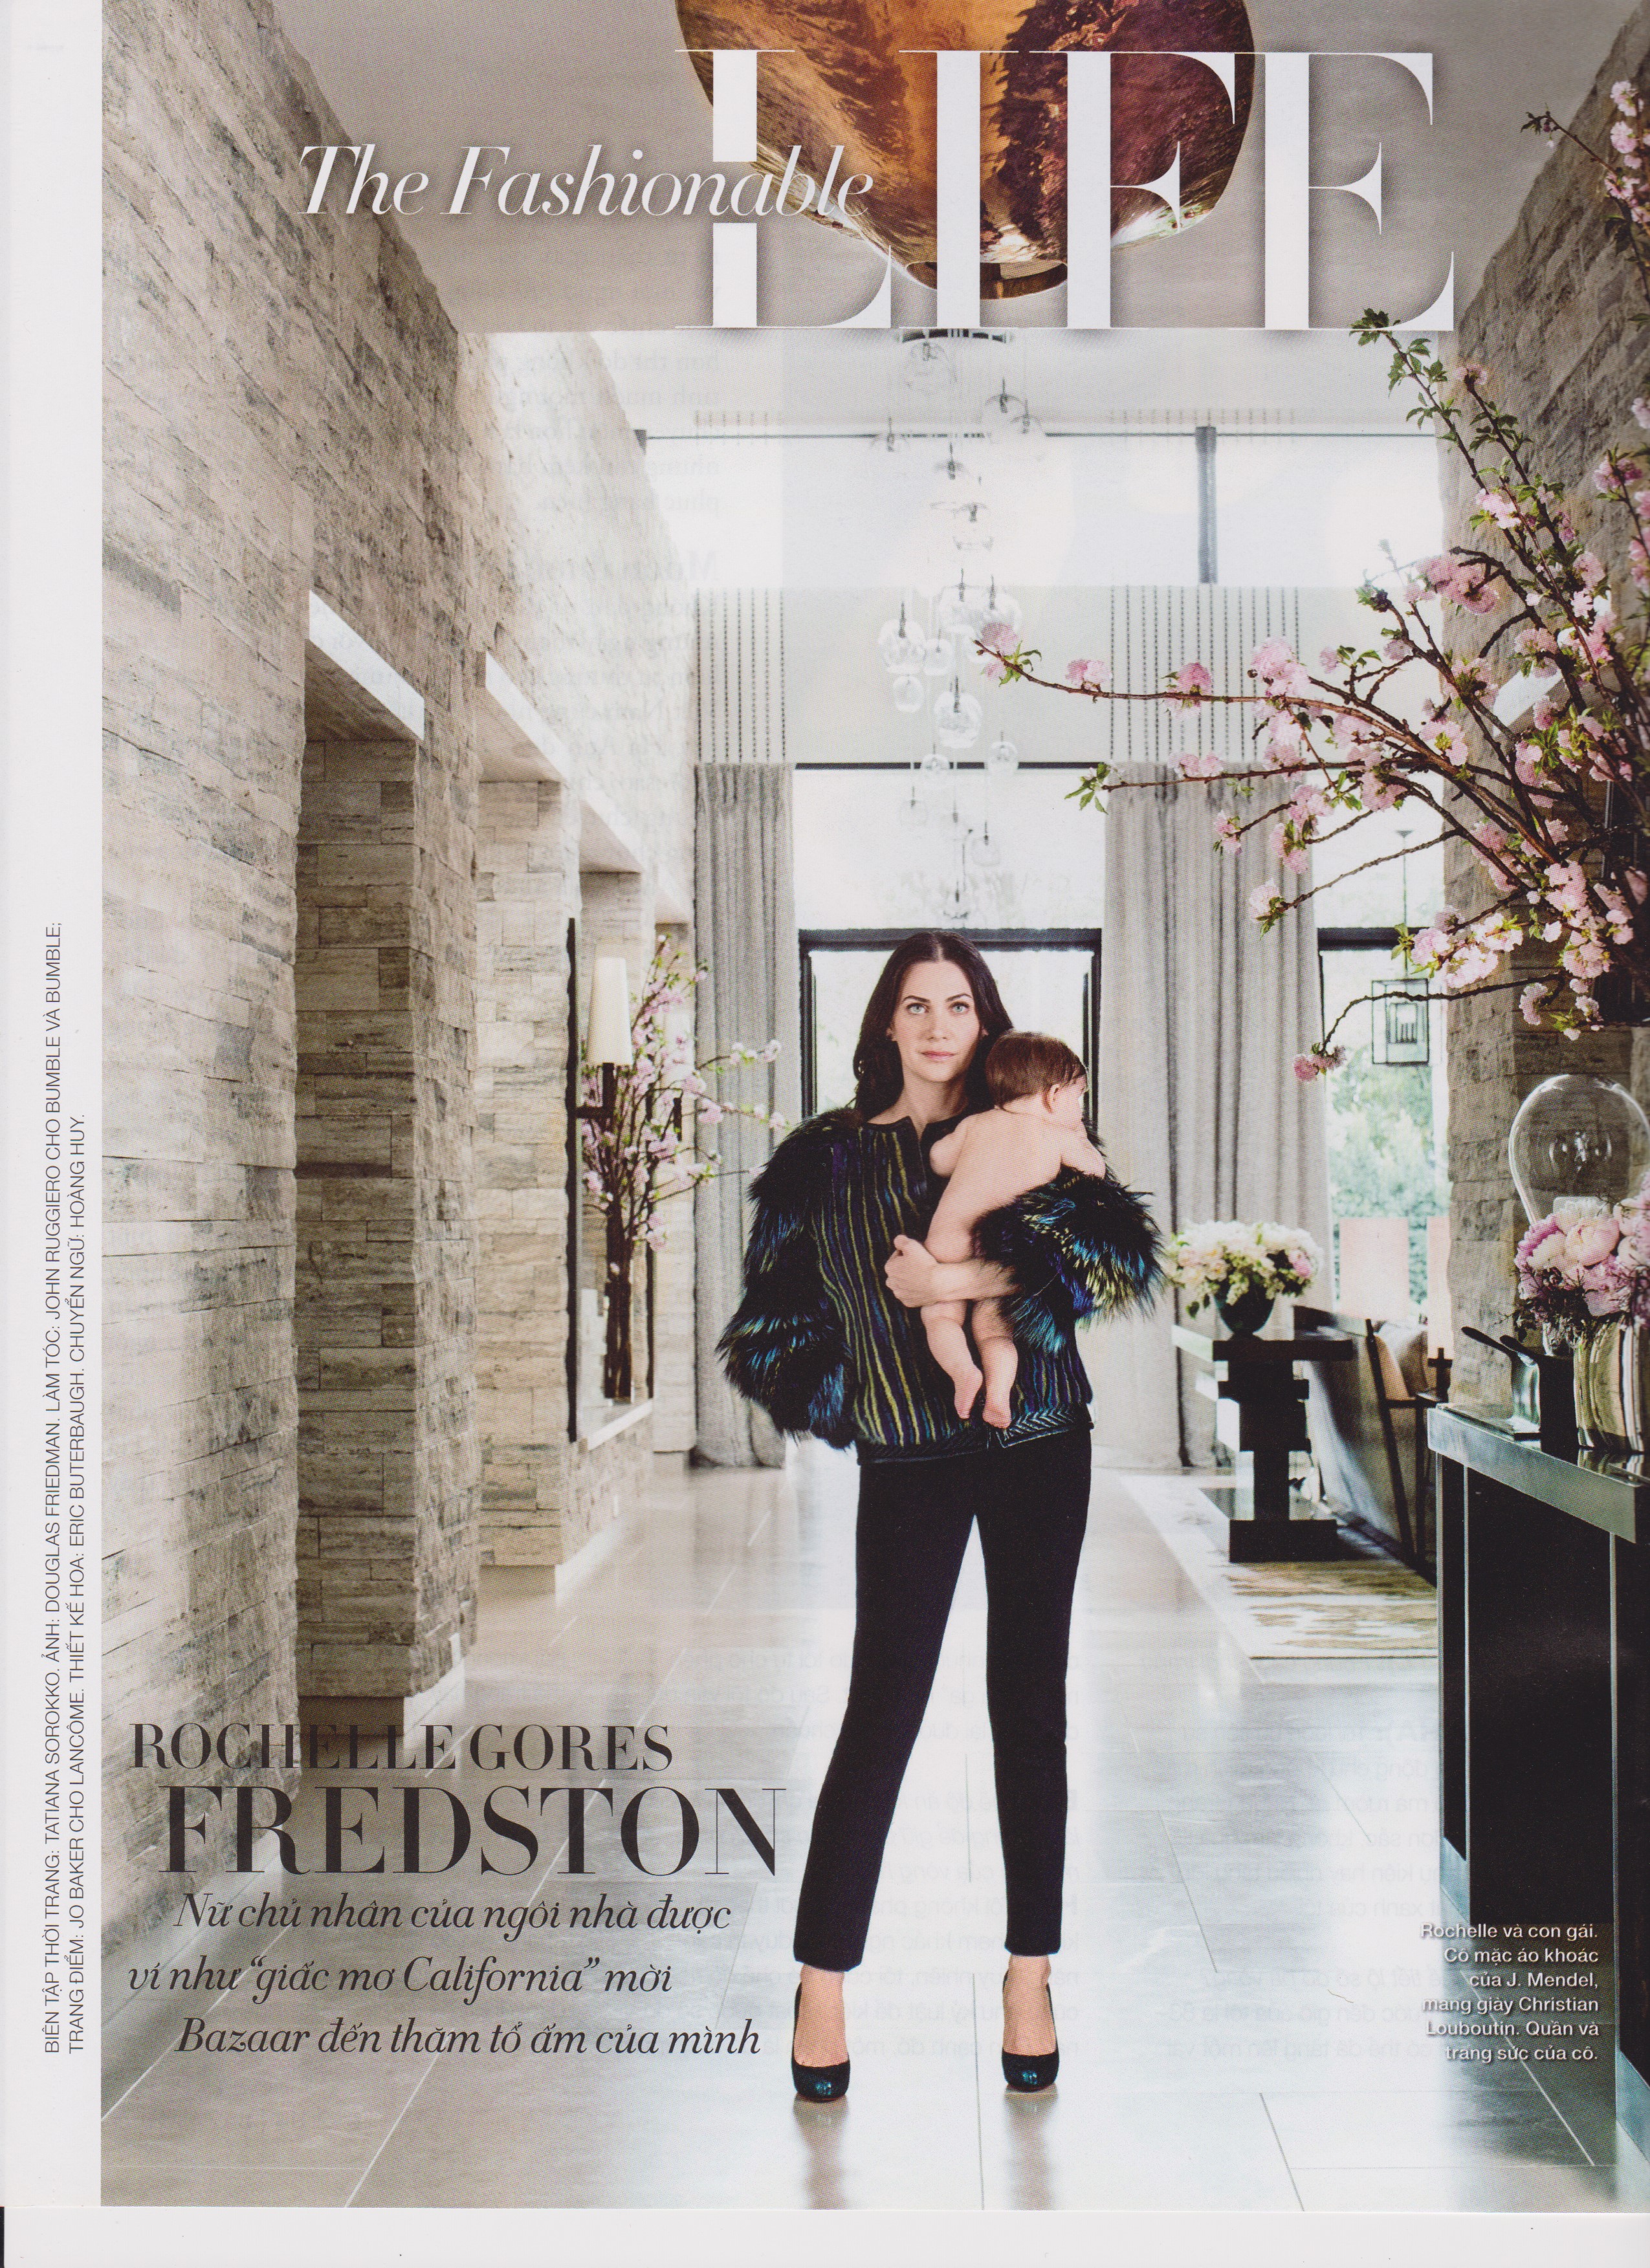 The Fashionable
LIFE
BIÊN TẬP THỜI TRANG: TATIANA SOROKKO. ẢNH: DOUGLAS FRIEDMAN. LÀM TÓC: JOHN RUGGIERO CHO BUMBLE VÀ BUMBLE;
TRANG ĐIỂM: JO BAKER CHO LANCÔME. THIẾT KẾ HOA: ERIC BUTERBAUGH. CHUYỂN NGỮ: HOÀNG HUY.
ROCHELLE GORES
FREDSTON
Nữ chủ nhân của ngôi nhà được
ví như “giấc mơ California” mời
Bazaar đến thăm tổ ấm của mình
Rochelle và con gái.
Cô mặc áo khoác
của J. Mendel,
mang giày Christian
Louboutin. Quần và
trang sức của cô.